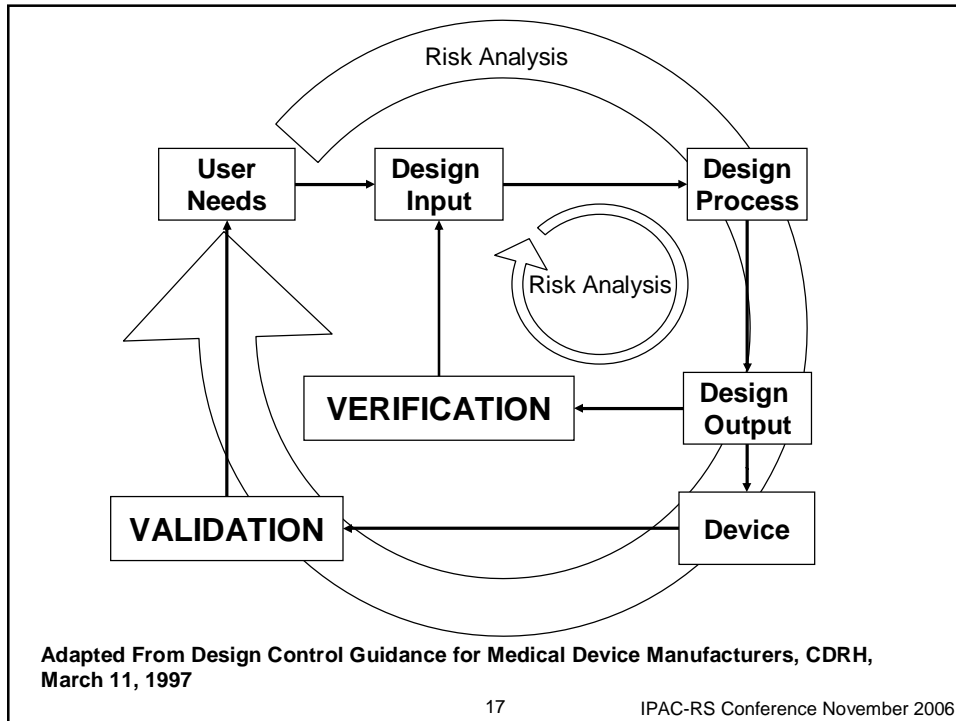 Risk Analysis
User
Needs
Design
Input
Design
Process
Risk Analysis
VERIFICATION
Design
Output
VALIDATION
Device
Adapted From Design Control Guidance for Medical Device Manufacturers, CDRH,
March 11, 1997
17
IPAC-RS Conference November 2006